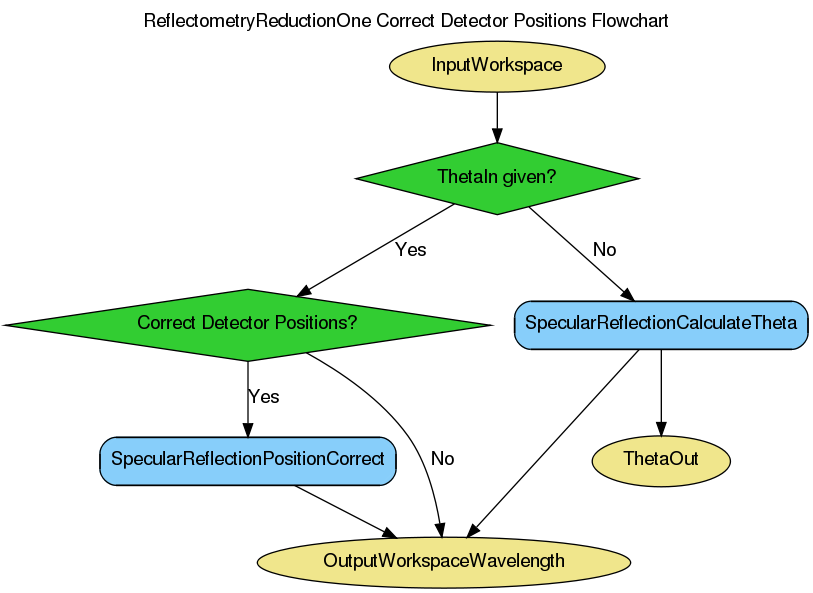 ReflectometryReductionOne Correct Detector Positions Flowchart
InputWorkspace
ThetaIn given?
Yes
No
Correct Detector Positions?
SpecularReflectionCalculateTheta
Yes
No
SpecularReflectionPositionCorrect
ThetaOut
OutputWorkspaceWavelength